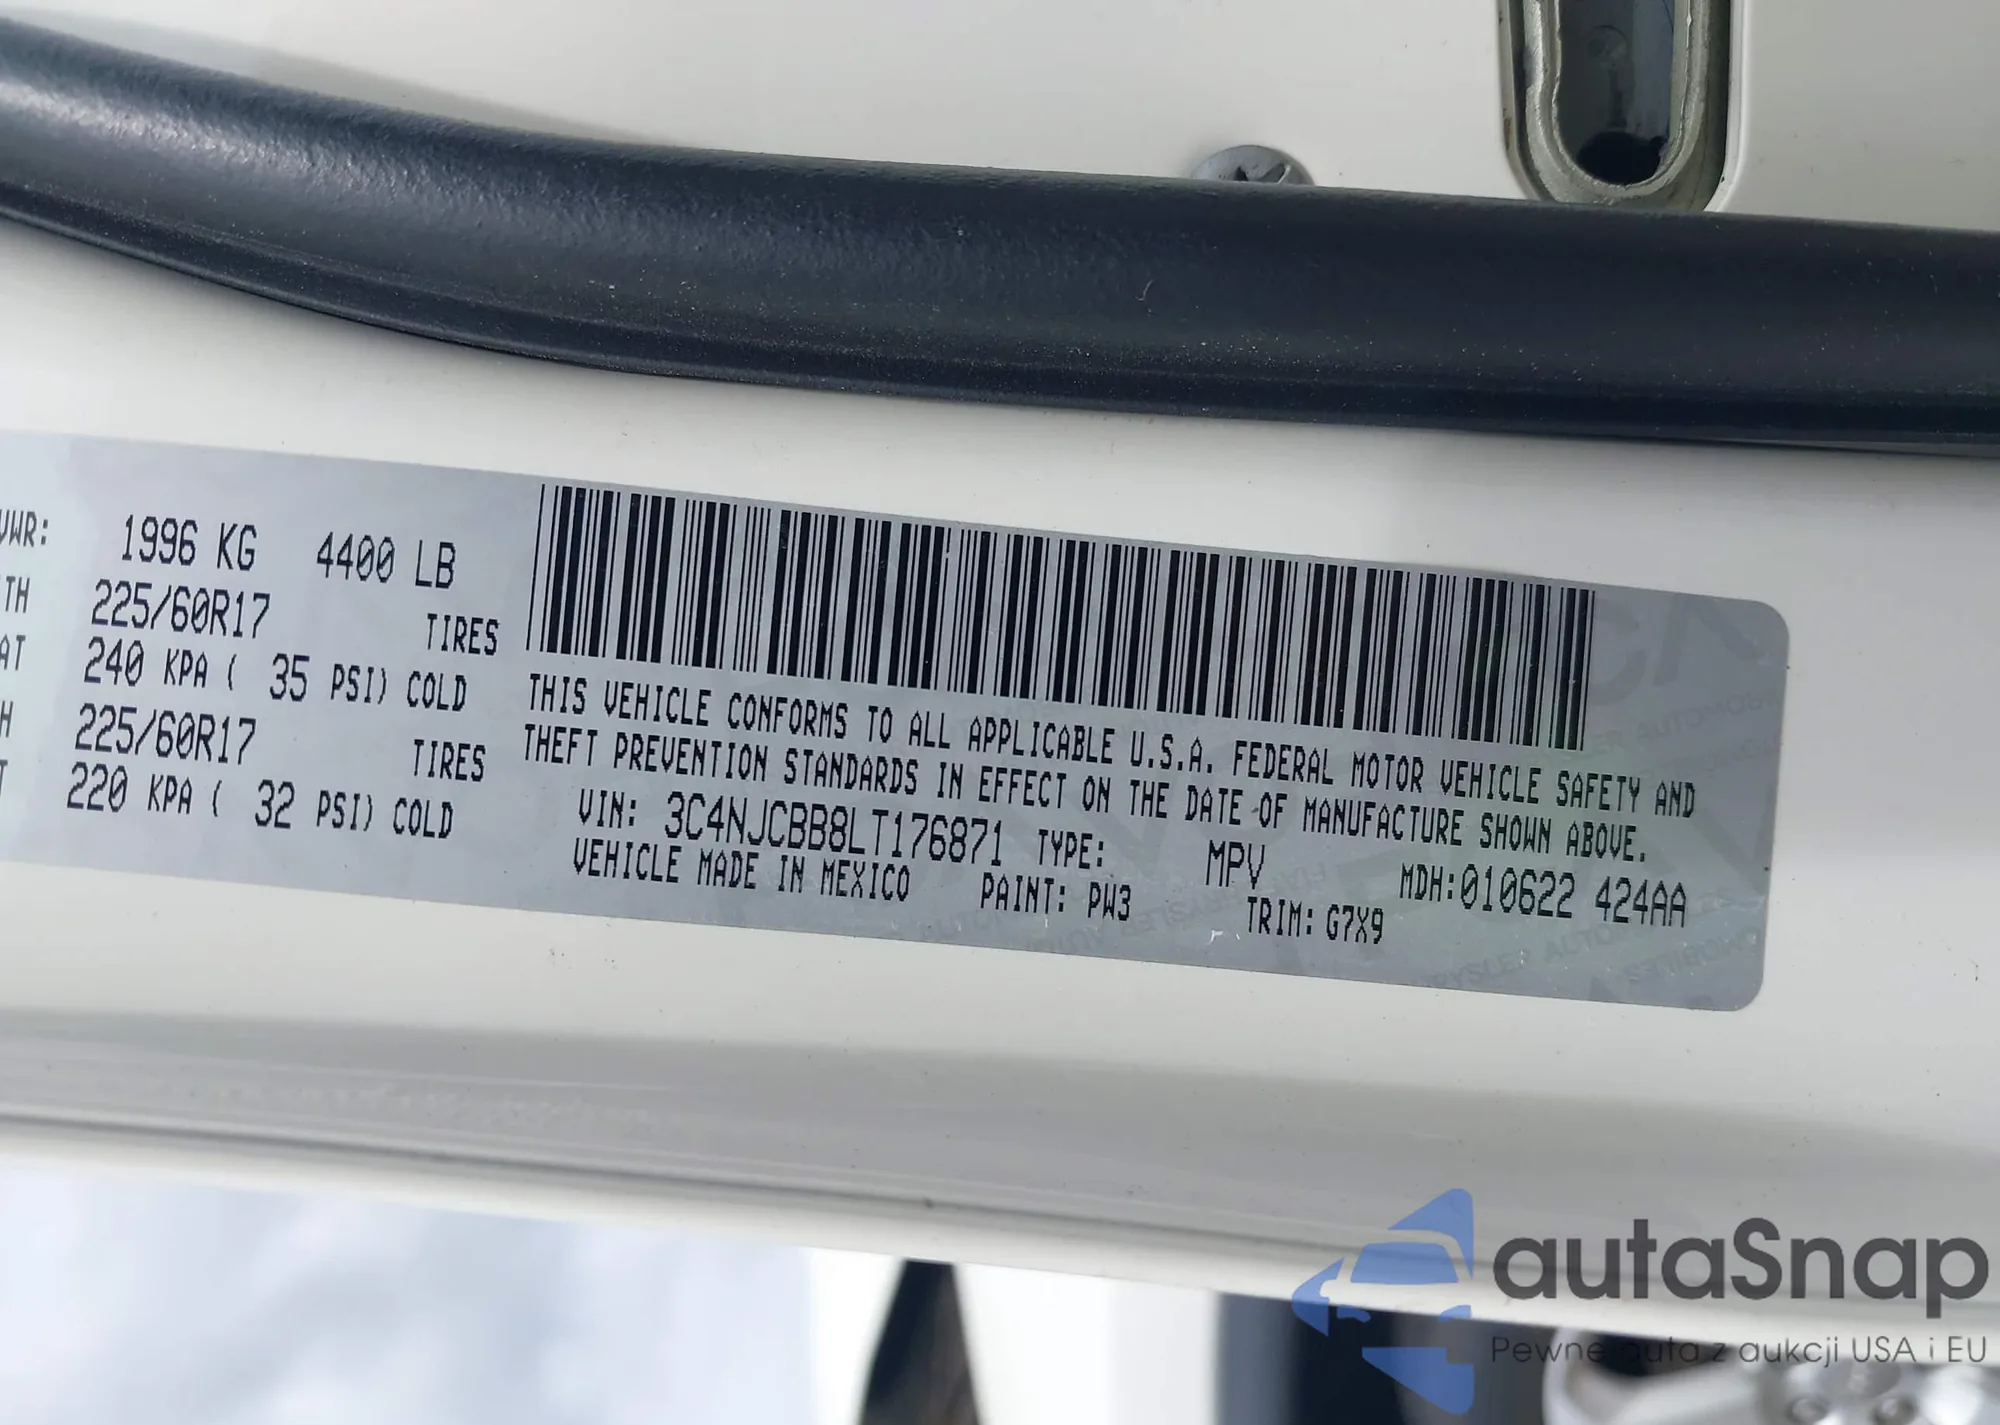 VWR: 1996 KG 4400 LB
TH 225/60R17 TIRES
AT 240 KPA ( 35 PSI) COLD
H 225/60R17 TIRES
T 220 KPA ( 32 PSI) COLD
THIS VEHICLE CONFORMS TO ALL APPLICABLE U.S.A. FEDERAL MOTOR VEHICLE SAFETY AND
THEFT PREVENTION STANDARDS IN EFFECT ON THE DATE OF MANUFACTURE SHOWN ABOVE.
VIN: 3C4NJCBB8LT176871 TYPE: MPV MDH:010622 424AA
VEHICLE MADE IN MEXICO PAINT: PW3 TRIM: G7X9
autaSnap
Pewne auta z aukcji USA i EU